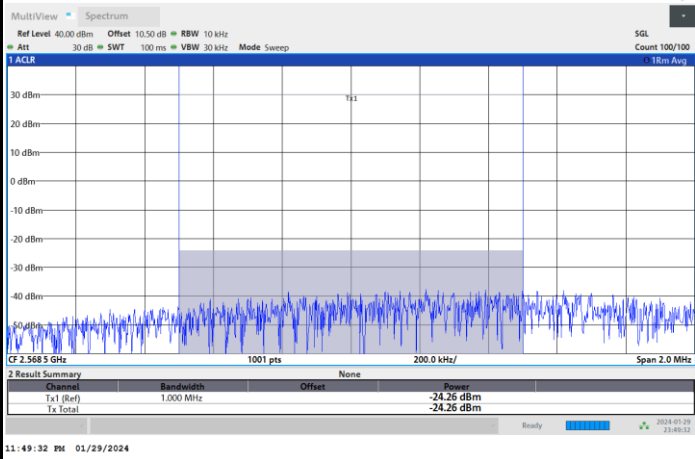 MultiView Spectrum
Ref Level 40.00 dBm Offset 10.50 dB RBW 10 kHz SGL
Att 30 dB SWT 100 ms VBW 30 kHz Mode Sweep Count 100/100
1 ACLR 1Rm Avg
Tx1
30 dBm
20 dBm
10 dBm
0 dBm
-10 dBm
-20 dBm
-30 dBm
-40 dBm
-50 dBm
CF 2.5685 GHz 1001 pts 200.0 kHz/ Span 2.0 MHz
2 Result Summary None
Channel Bandwidth Offset Power
Tx1 (Ref) 1.000 MHz -24.26 dBm
Tx Total -24.26 dBm
Ready 2024-01-29
23:49:32
11:49:32 PM 01/29/2024